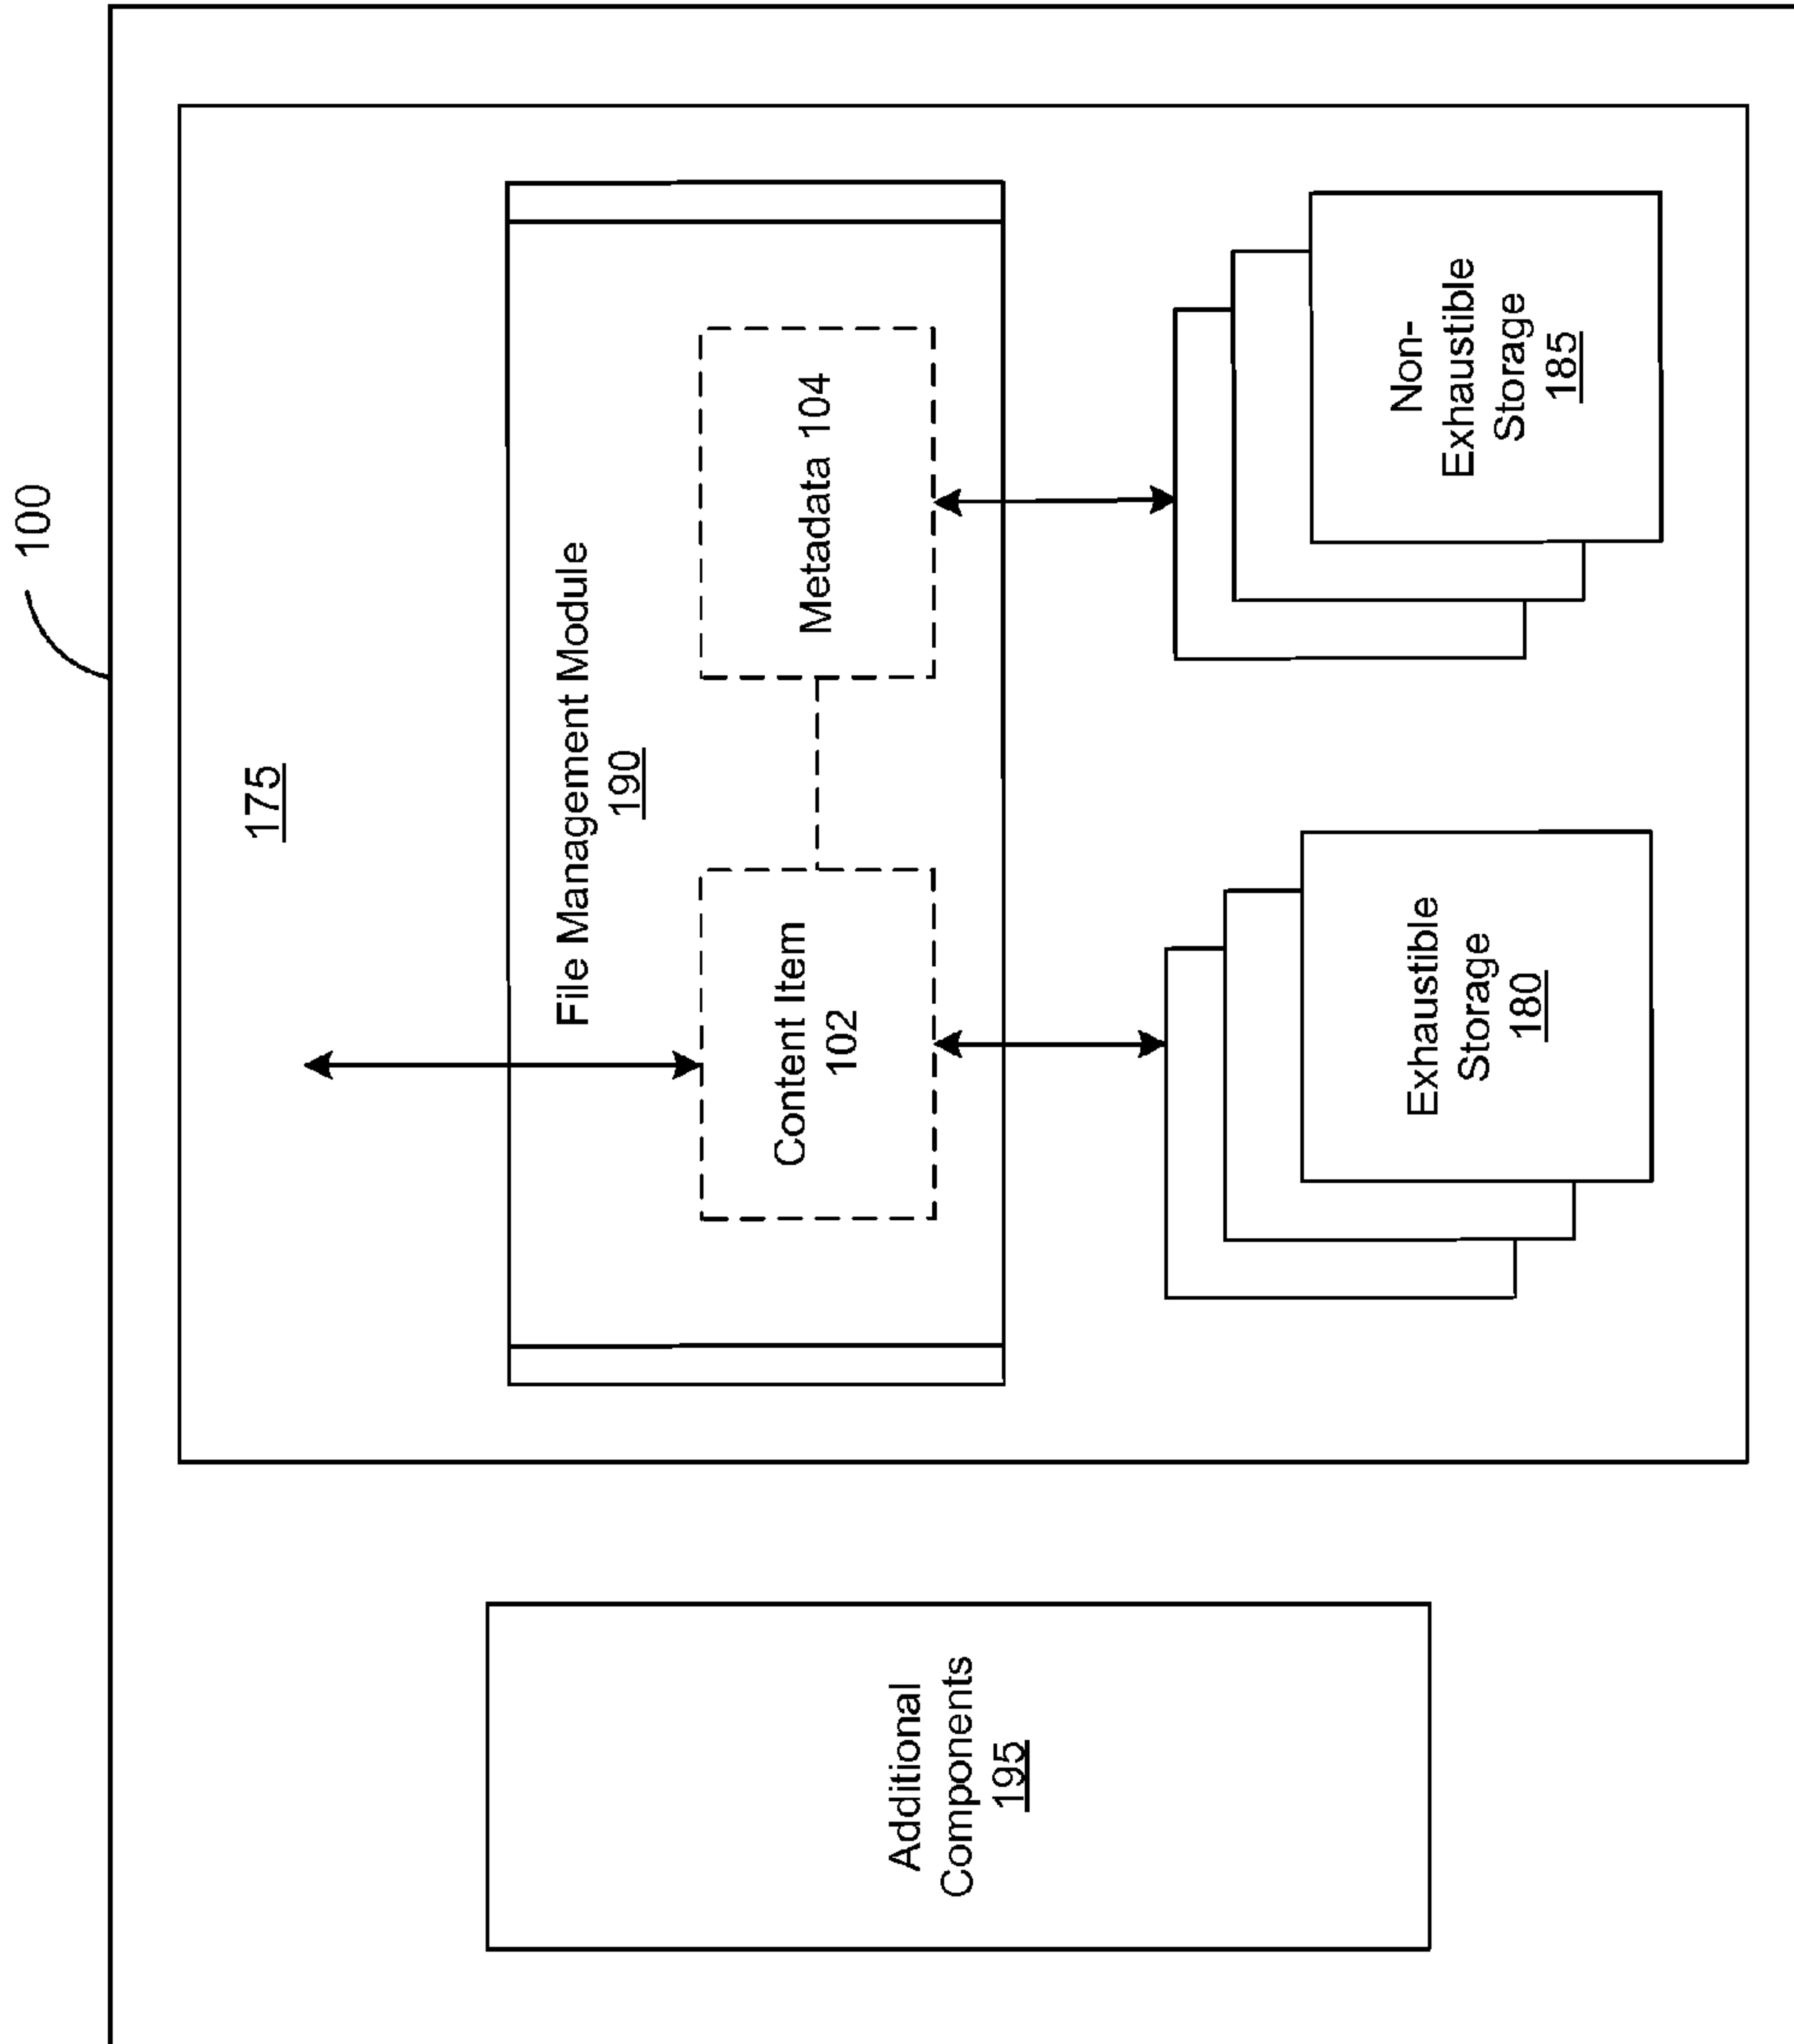 100
175
File Management Module
190
Content Item
102
Metadata 104
Additional
Components
195
Exhaustible
Storage
180
Non-
Exhaustible
Storage
185